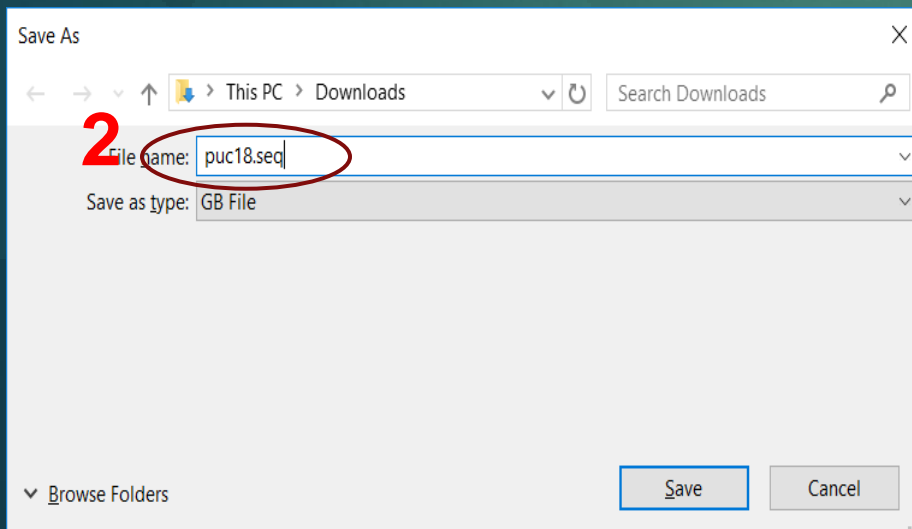 Save As
This PC > Downloads
Search Downloads
2
File name: puc18.seq
Save as type: GB File
Browse Folders
Save
Cancel